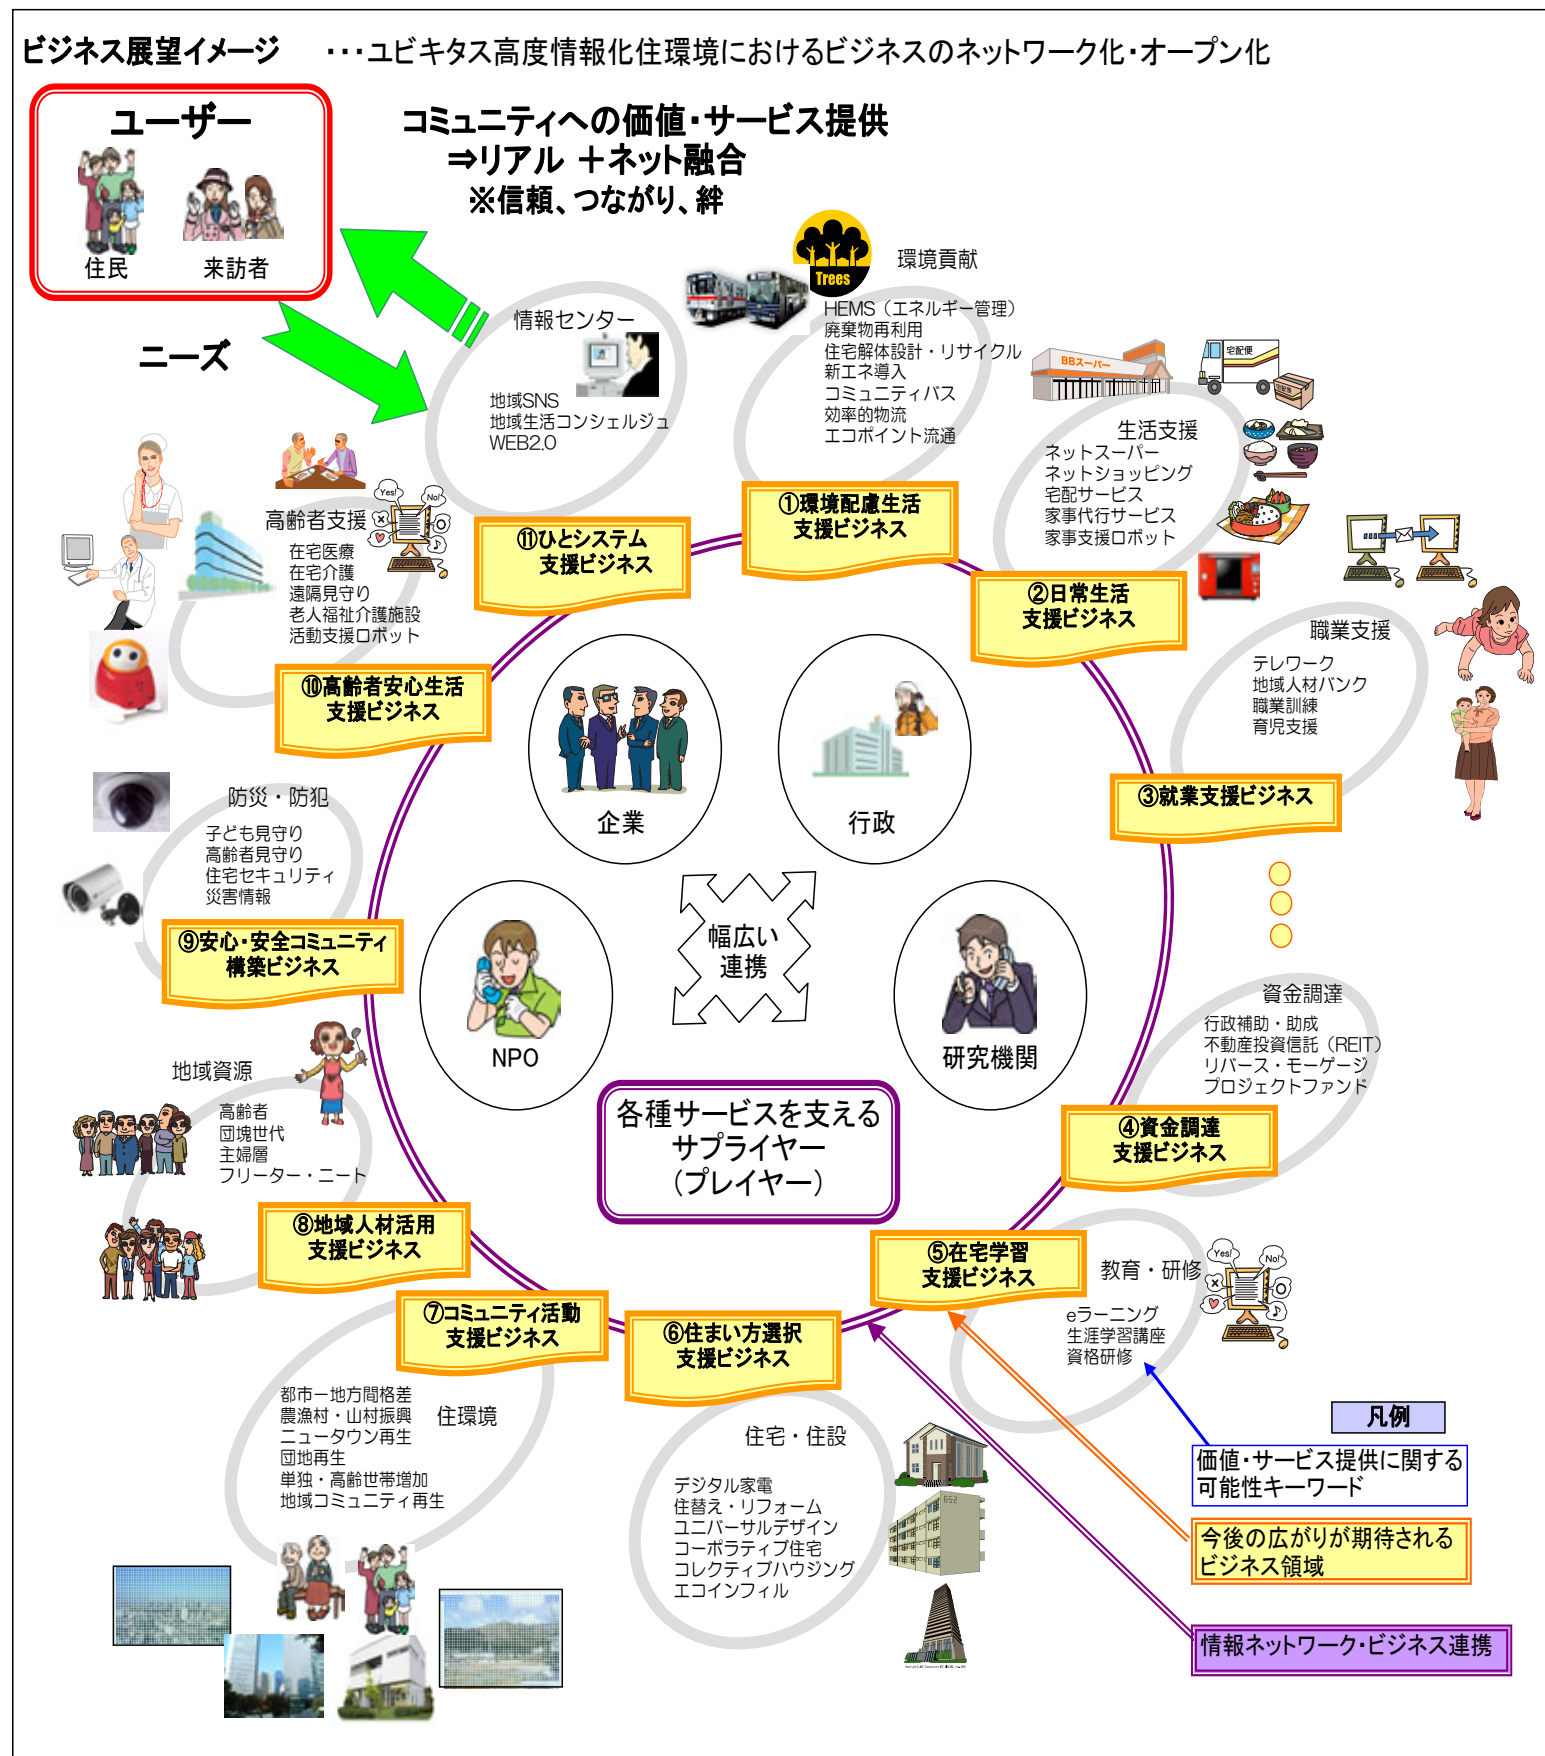 ビジネス展望イメージ ・・・ユビキタス高度情報化住環境におけるビジネスのネットワーク化・オープン化
ユーザー
住民
来訪者
コミュニティへの価値・サービス提供
⇒リアル ＋ネット融合
※信頼、つながり、絆
ニーズ
情報センター
地域SNS
地域生活コンシェルジュ
WEB2.0
Trees
環境貢献
HEMS（エネルギー管理）
廃棄物再利用
住宅解体設計・リサイクル
新エネ導入
コミュニティバス
効率的物流
エコポイント流通
BBスーパー
宅配便
宅配便
生活支援
ネットスーパー
ネットショッピング
宅配サービス
家事代行サービス
家事支援ロボット
高齢者支援
Yes!
No!
在宅医療
在宅介護
遠隔見守り
老人福祉介護施設
活動支援ロボット
⑪ひとシステム
支援ビジネス
①環境配慮生活
支援ビジネス
②日常生活
支援ビジネス
職業支援
テレワーク
地域人材バンク
職業訓練
育児支援
③就業支援ビジネス
⑩高齢者安心生活
支援ビジネス
企業
行政
防災・防犯
子ども見守り
高齢者見守り
住宅セキュリティ
災害情報
⑨安心・安全コミュニティ
構築ビジネス
幅広い
連携
NPO
研究機関
資金調達
行政補助・助成
不動産投資信託（REIT）
リバース・モーゲージ
プロジェクトファンド
④資金調達
支援ビジネス
地域資源
高齢者
団塊世代
主婦層
フリーター・ニート
各種サービスを支える
サプライヤー
（プレイヤー）
⑧地域人材活用
支援ビジネス
⑤在宅学習
支援ビジネス
教育・研修
Yes!
No!
eラーニング
生涯学習講座
資格研修
⑦コミュニティ活動
支援ビジネス
⑥住まい方選択
支援ビジネス
都市ー地方間格差
農漁村・山村振興
ニュータウン再生
団地再生
単独・高齢世帯増加
地域コミュニティ再生
住環境
住宅・住設
デジタル家電
住替え・リフォーム
ユニバーサルデザイン
コーポラティブ住宅
コレクティブハウジング
エコインフィル
652
凡例
価値・サービス提供に関する
可能性キーワード
今後の広がりが期待される
ビジネス領域
情報ネットワーク・ビジネス連携